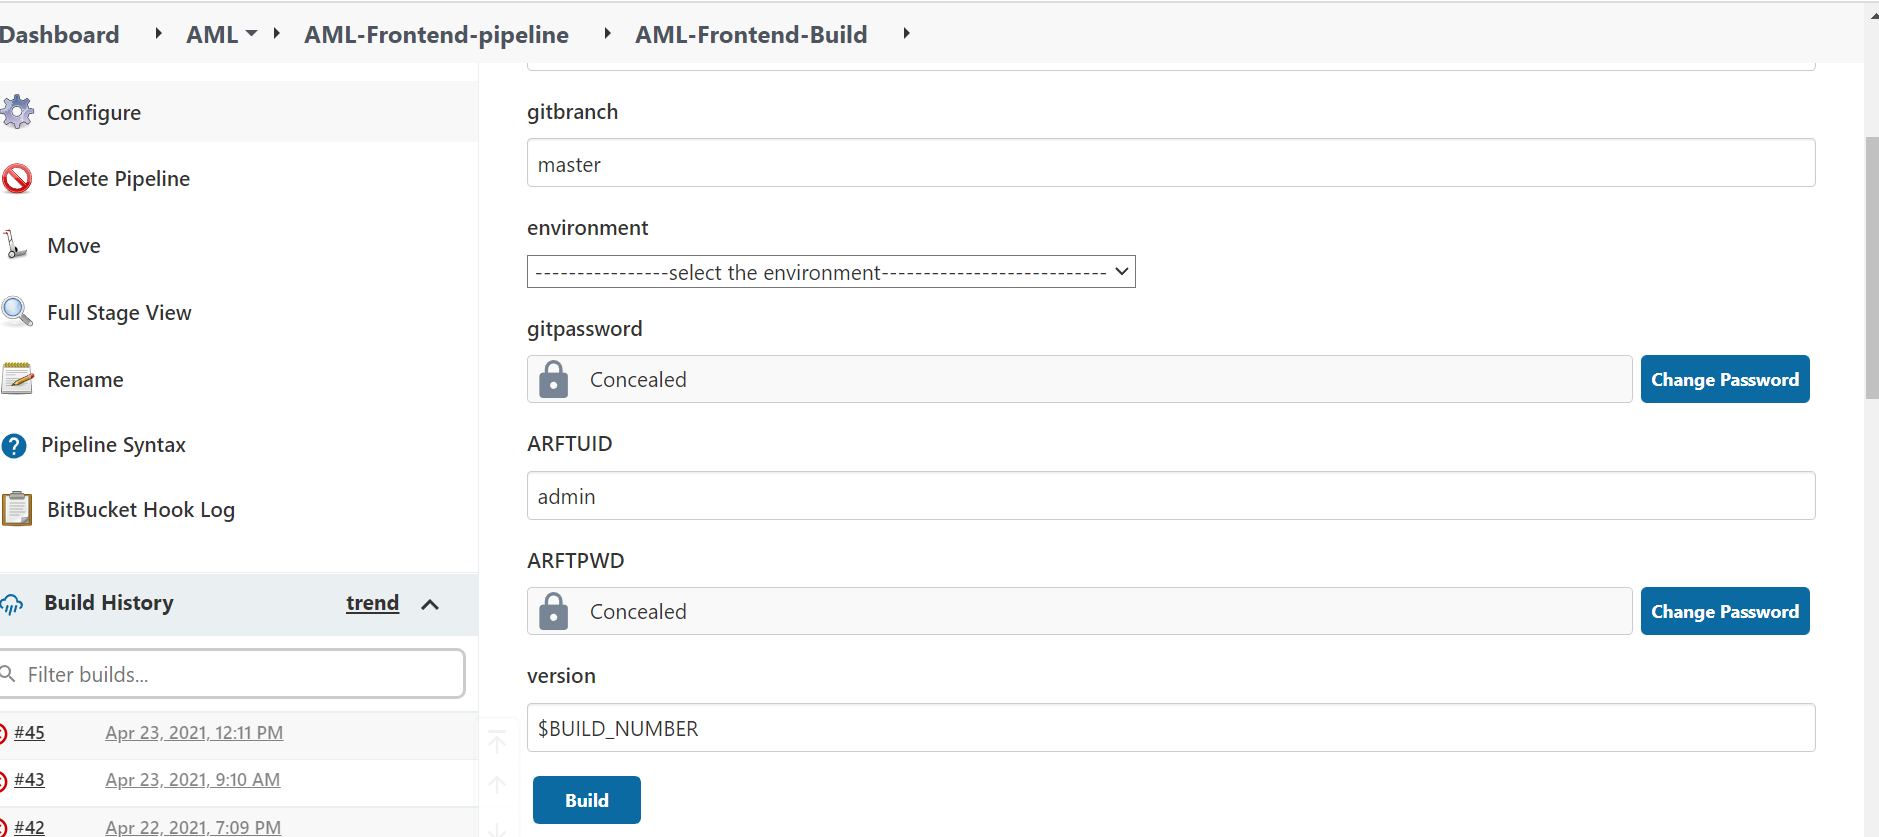 Dashboard AML AML-Frontend-pipeline AML-Frontend-Build
Configure
Delete Pipeline
Move
Full Stage View
Rename
Pipeline Syntax
BitBucket Hook Log
Build History trend
Filter builds...
#45 Apr 23, 2021, 12:11 PM
#43 Apr 23, 2021, 9:10 AM
#42 Apr 22, 2021, 7:09 PM
gitbranch
master
environment
----------------select the environment---------------------------
gitpassword
Concealed Change Password
ARFTUID
admin
ARFTPWD
Concealed Change Password
version
$BUILD_NUMBER
Build